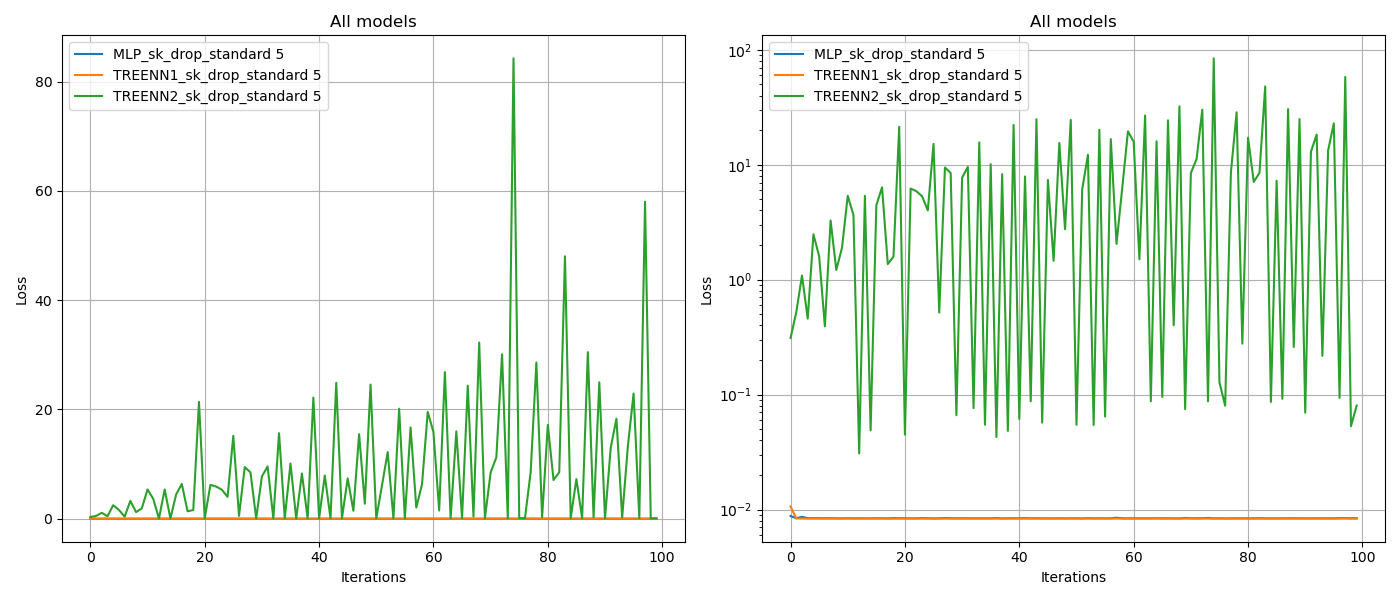 All models
MLP_sk_drop_standard 5
TREENN1_sk_drop_standard 5
TREENN2_sk_drop_standard 5
Loss
80
60
40
20
0
0 20 40 60 80 100
Iterations
All models
MLP_sk_drop_standard 5
TREENN1_sk_drop_standard 5
TREENN2_sk_drop_standard 5
Loss
10²
10¹
10⁰
10⁻¹
10⁻²
0 20 40 60 80 100
Iterations